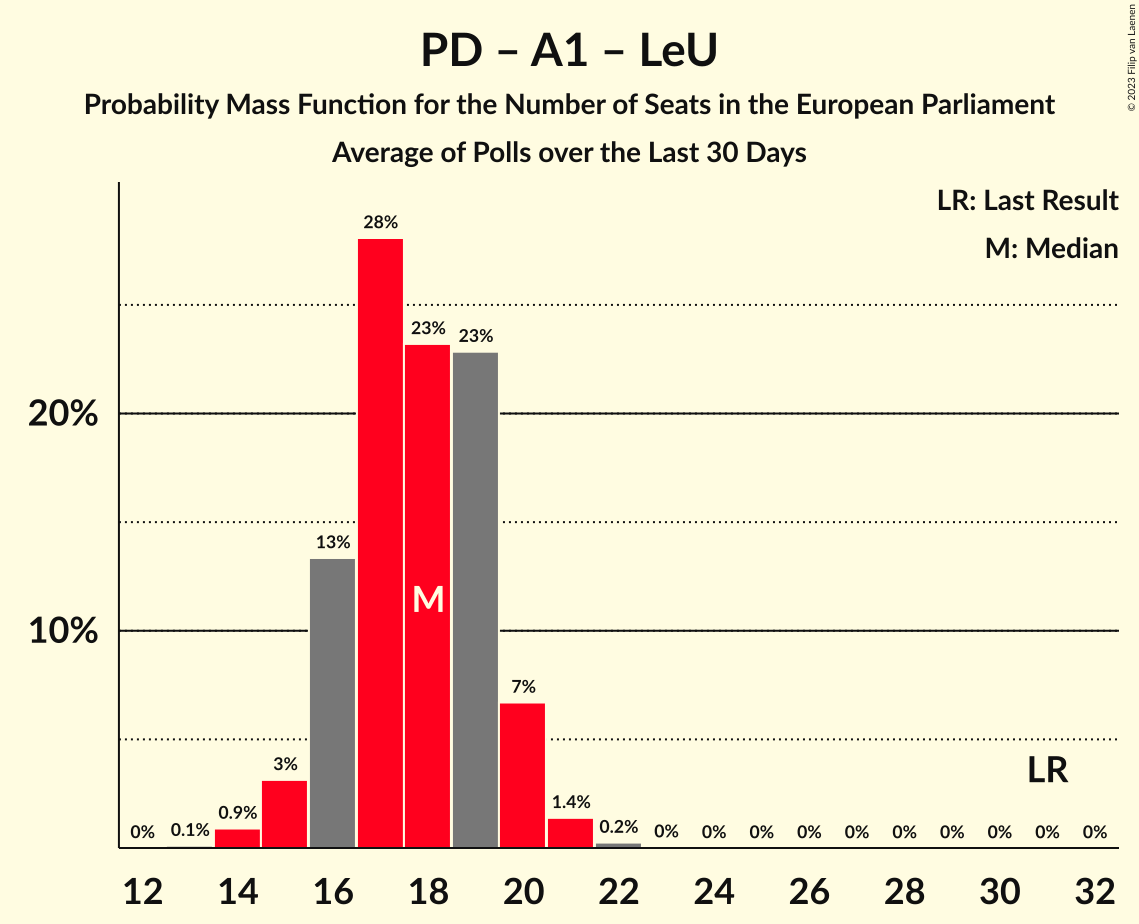 PD – A1 – LeU
Probability Mass Function for the Number of Seats in the European Parliament
Average of Polls over the Last 30 Days
© 2023 Filip van Laenen
LR: Last Result
M: Median
20%
10%
0% 0.1% 0.9% 3% 13% 28% 23% 23% 7% 1.4% 0.2% 0% 0% 0% 0% 0% 0% 0% 0% 0% 0%
M
LR
12 14 16 18 20 22 24 26 28 30 32